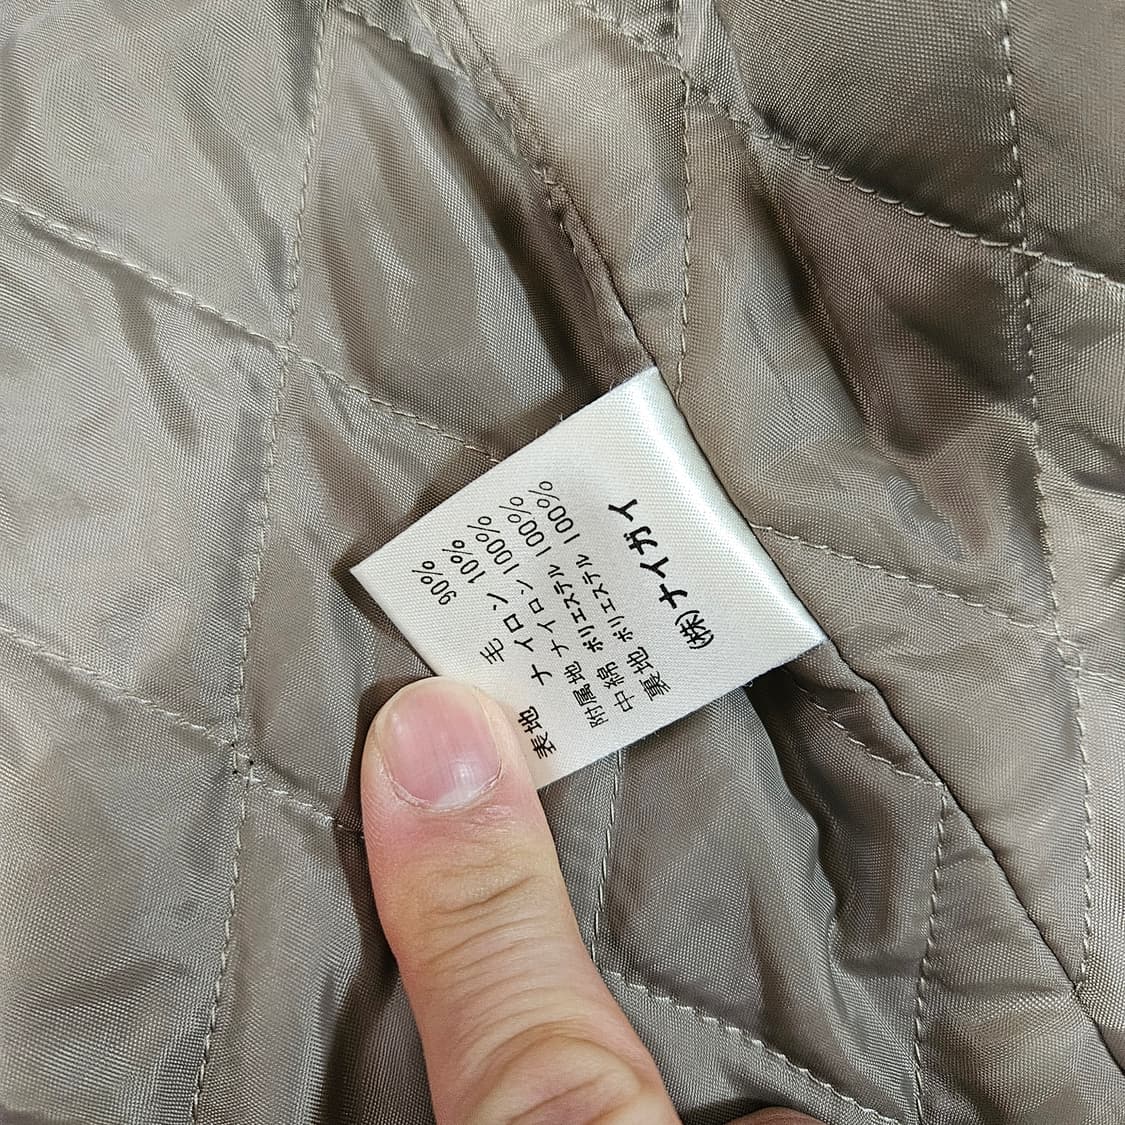 表地 毛 90%
ナイロン 10%
附属地 ナイロン 100%
中綿 ポリエステル 100%
裏地 ポリエステル 100%
(株)ナイガイ